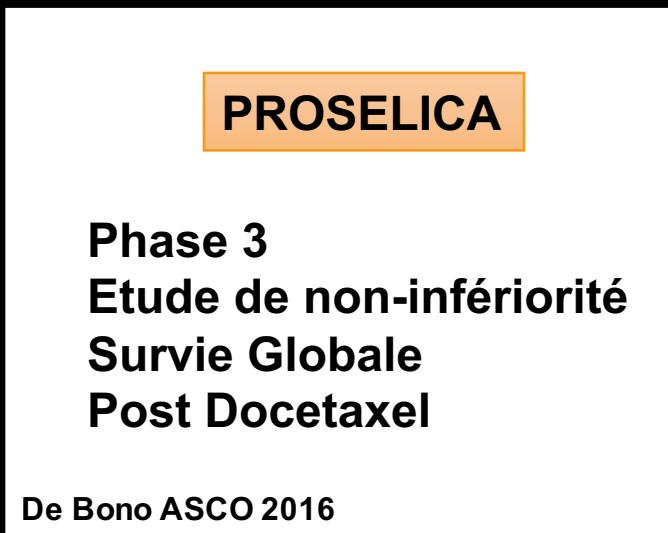 PROSELICA
Phase 3
Etude de non-infériorité
Survie Globale
Post Docetaxel
De Bono ASCO 2016